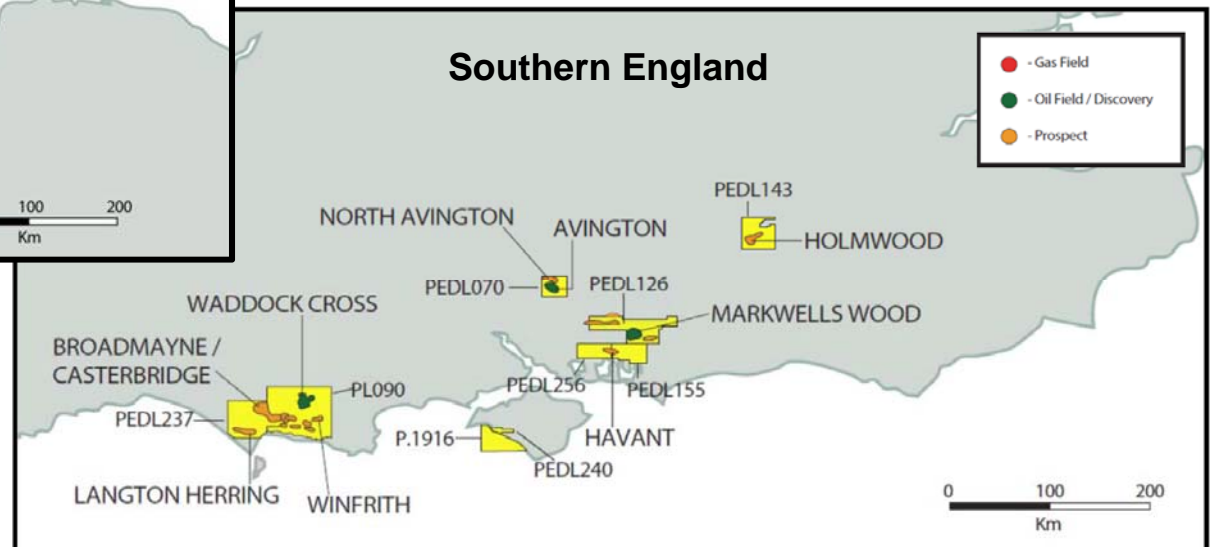 Southern England
- Gas Field
- Oil Field / Discovery
- Prospect
100 200
Km
PEDL143
NORTH AVINGTON
AVINGTON
HOLMWOOD
PEDL070
PEDL126
WADDOCK CROSS
MARKWELLS WOOD
BROADMAYNE /
CASTERBRIDGE
PL090
PEDL256
PEDL155
PEDL237
P.1916
HAVANT
PEDL240
LANGTON HERRING
WINFRITH
0 100 200
Km